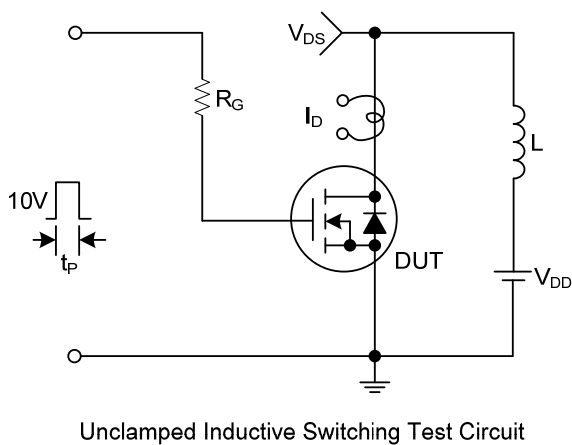 V_DS
R_G
I_D
L
10V
t_P
DUT
V_DD
Unclamped Inductive Switching Test Circuit